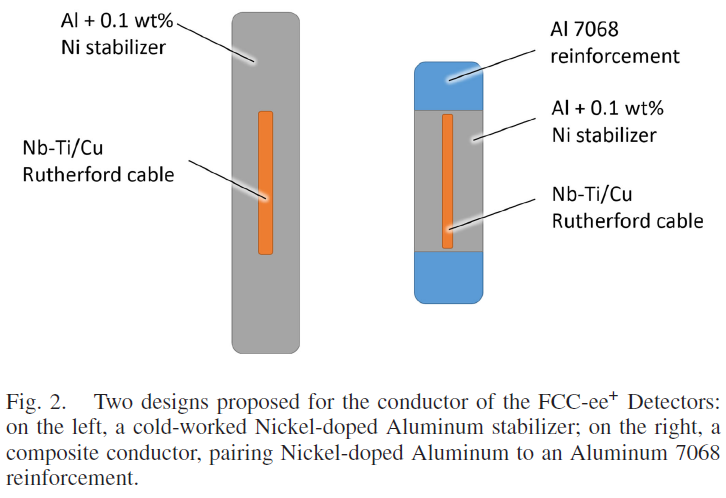 Al + 0.1 wt%
Ni stabilizer
Nb-Ti/Cu
Rutherford cable
Al 7068
reinforcement
Al + 0.1 wt%
Ni stabilizer
Nb-Ti/Cu
Rutherford cable
Fig. 2. Two designs proposed for the conductor of the FCC-ee⁺ Detectors:
on the left, a cold-worked Nickel-doped Aluminum stabilizer; on the right, a
composite conductor, pairing Nickel-doped Aluminum to an Aluminum 7068
reinforcement.